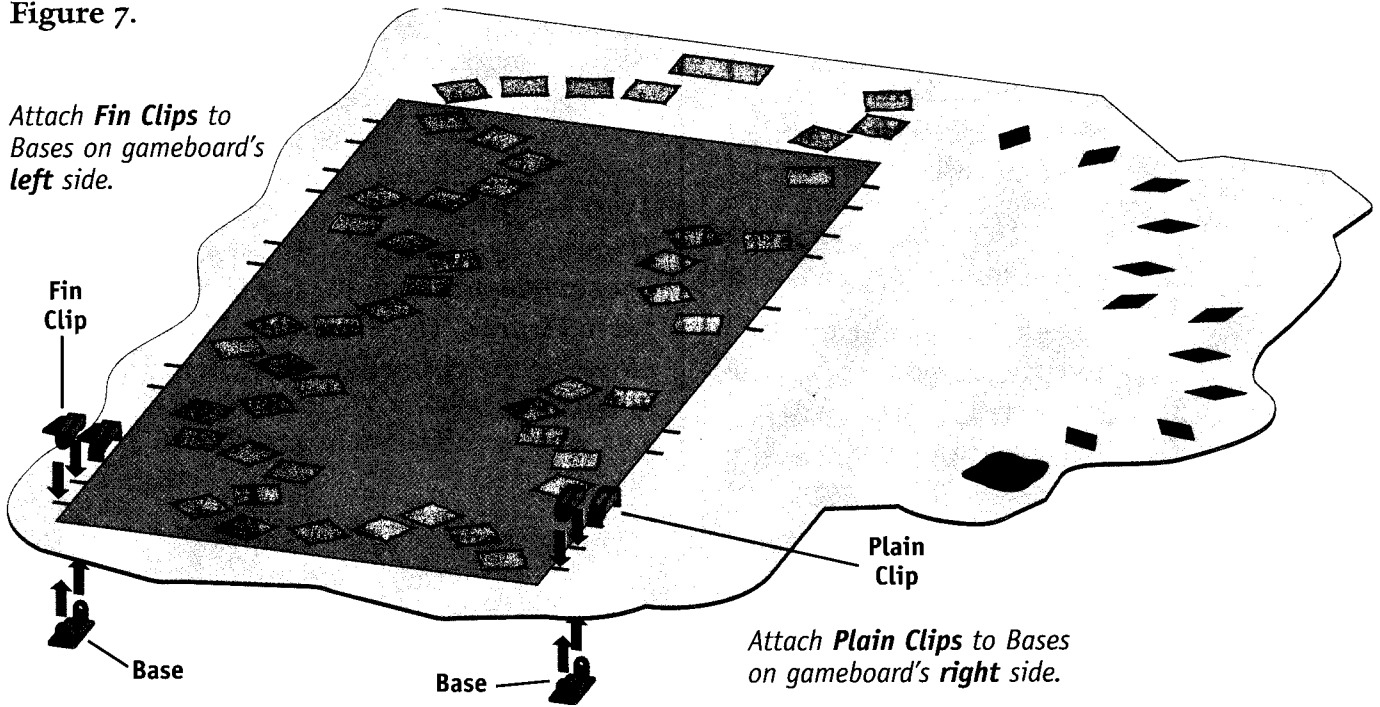 Figure 7.
Attach Fin Clips to
Bases on gameboard's
left side.
Fin
Clip
Plain
Clip
Base
Base
Attach Plain Clips to Bases
on gameboard's right side.